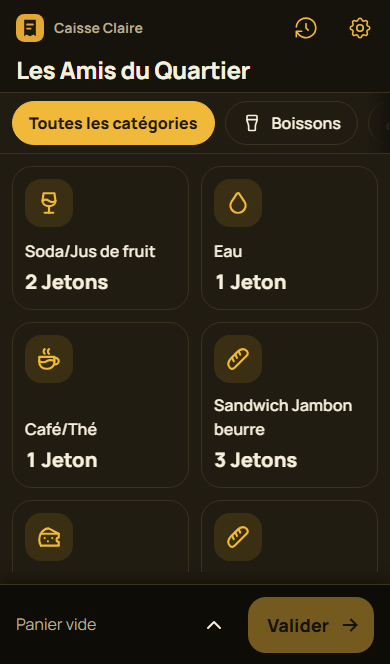 Caisse Claire
Les Amis du Quartier
Toutes les catégories
Boissons
Soda/Jus de fruit
2 Jetons
Eau
1 Jeton
Café/Thé
1 Jeton
Sandwich Jambon
beurre
3 Jetons
Panier vide
Valider